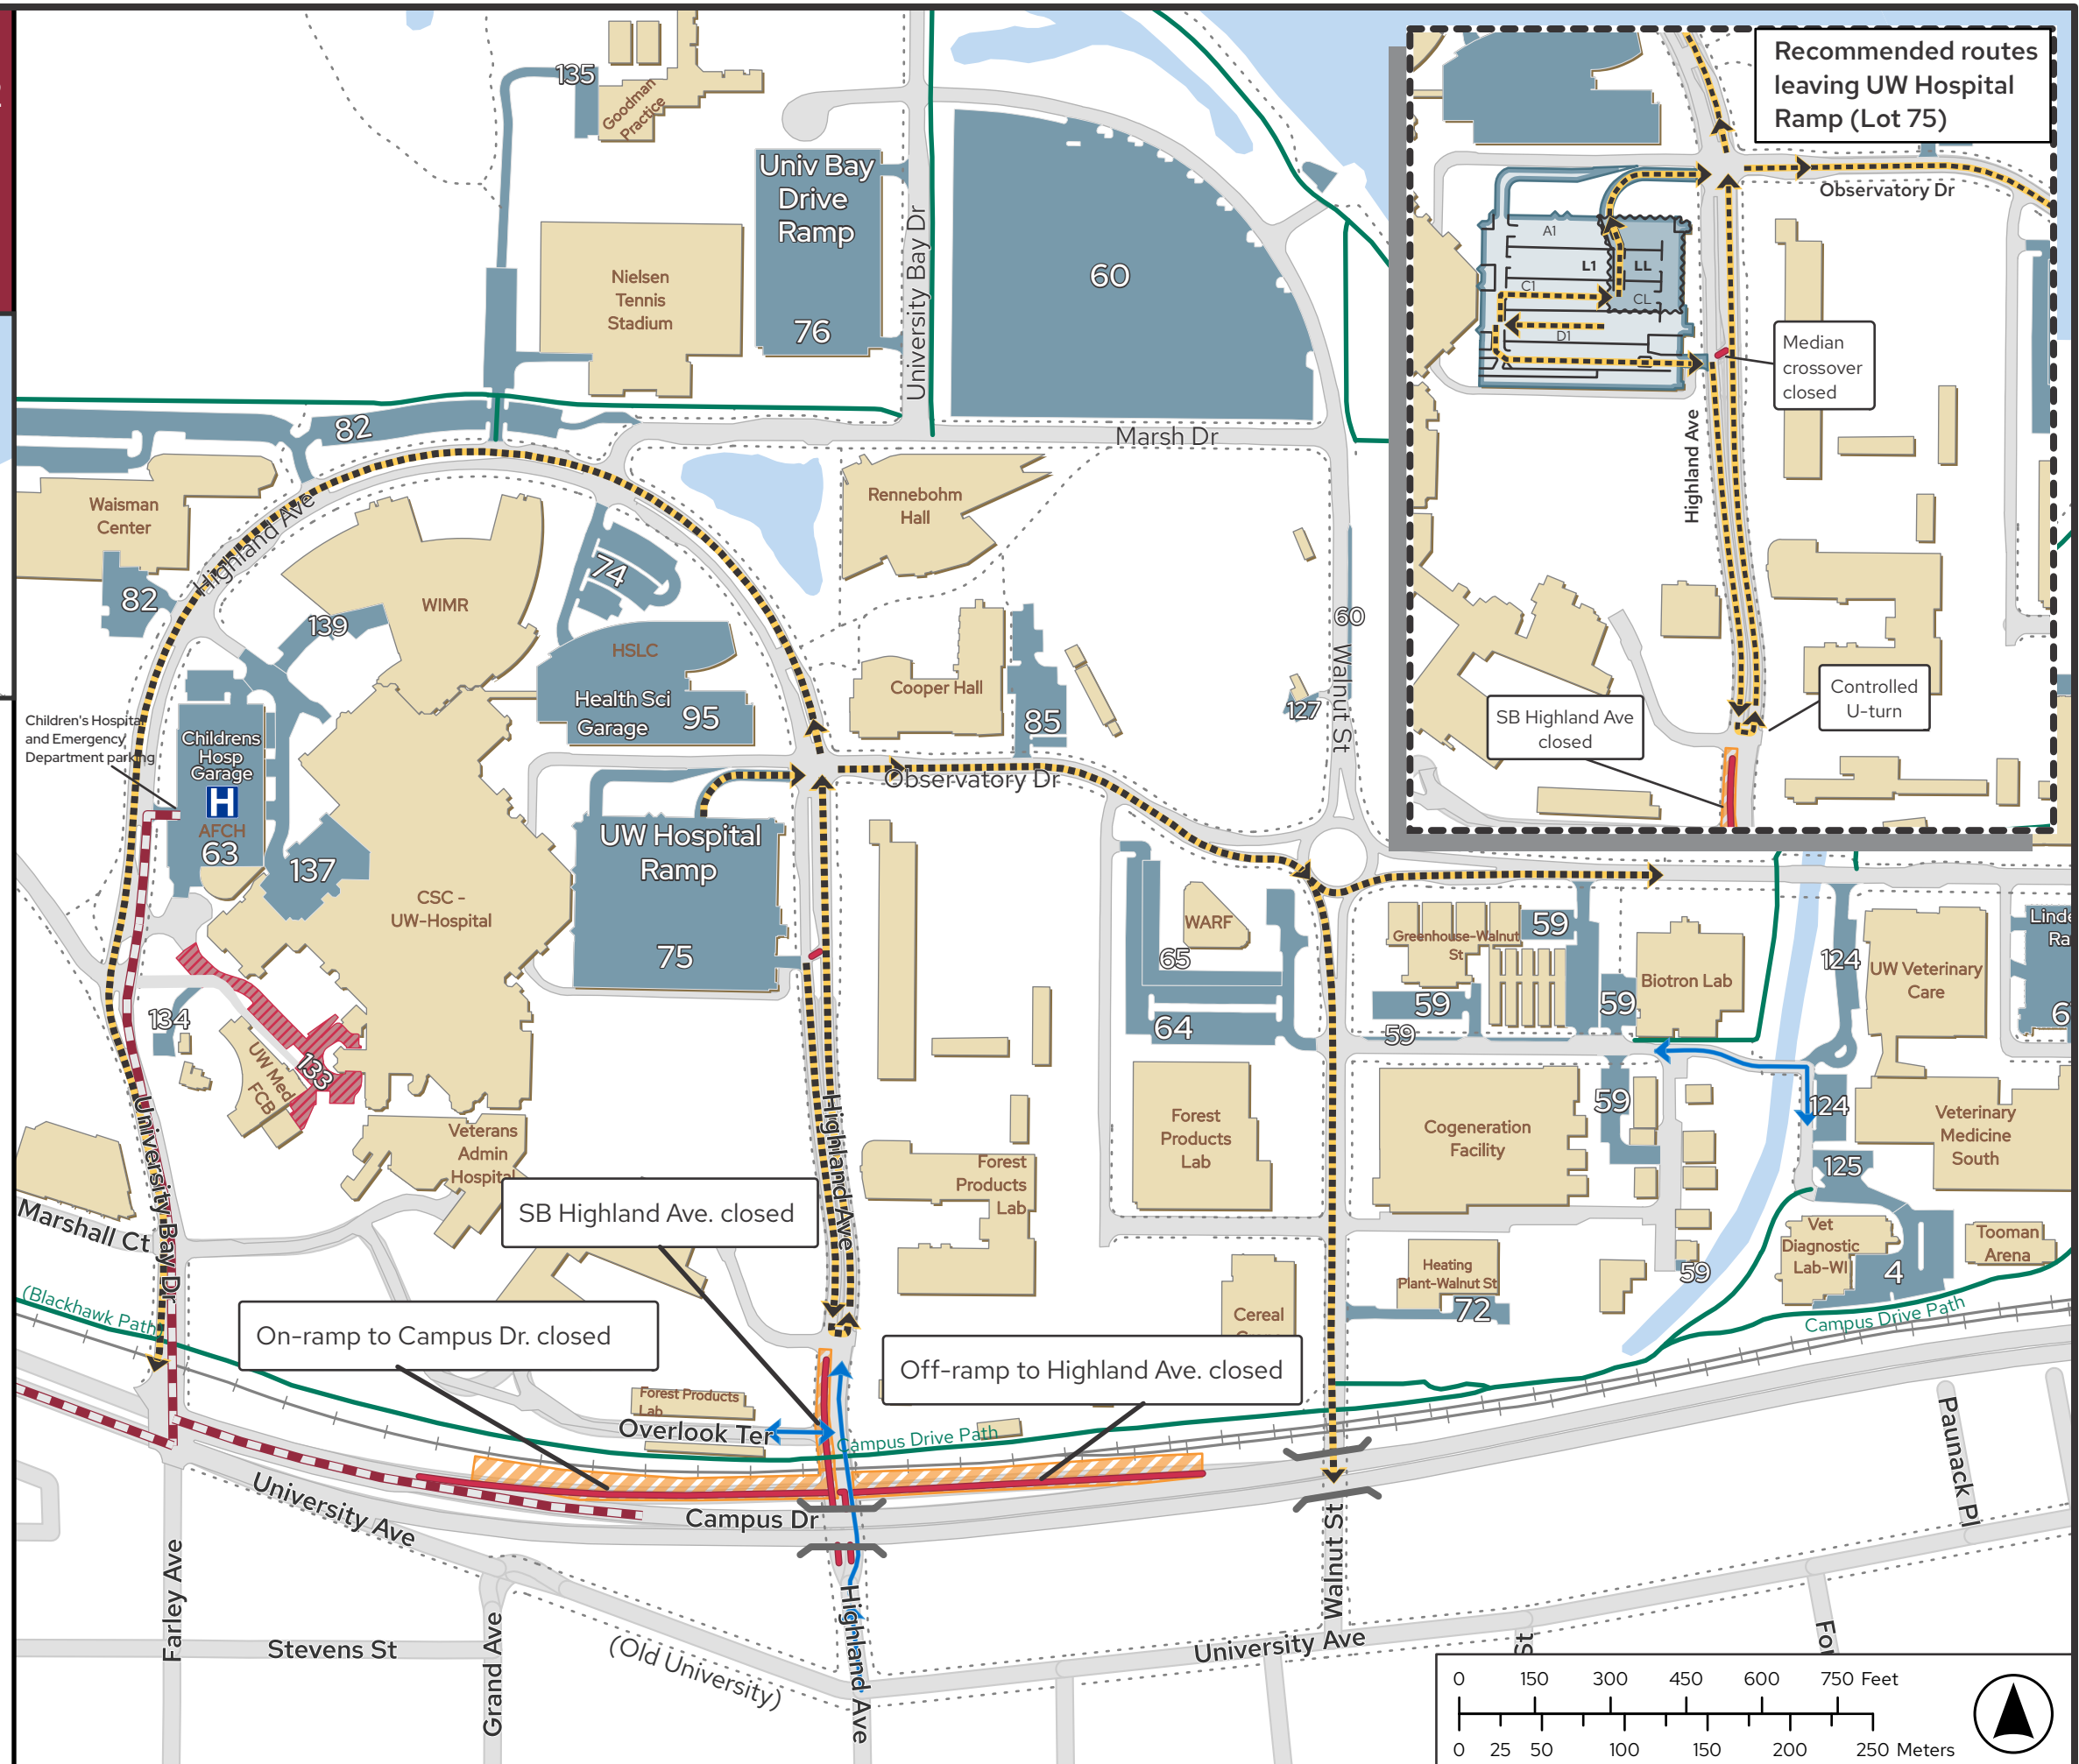 135
Goodman
Practice
Univ Bay
Drive
Ramp
76
University Bay Dr
60
Nielsen
Tennis
Stadium
82
Marsh Dr
Waisman
Center
82
Highland Ave
WIMR
139
74
HSLC
Health Sci
Garage
95
Rennebohm
Hall
Cooper Hall
85
60
Walnut St
127
Children's Hospital
and Emergency
Department parking
Childrens
Hosp
Garage
H
AFCH
63
137
CSC -
UW-Hospital
UW Hospital
Ramp
75
Observatory Dr
134
133
UW Med
FCB
Veterans
Admin
Hospital
University Bay Dr
Marshall Ct
(Blackhawk Path)
Highland Ave
SB Highland Ave. closed
On-ramp to Campus Dr. closed
Off-ramp to Highland Ave. closed
Forest
Products
Lab
Forest Products
Lab
Overlook Ter
Campus Drive Path
Campus Dr
University Ave
Farley Ave
Stevens St
Grand Ave
(Old University)
Highland Ave
University Ave
Walnut St
WARF
65
64
Forest
Products
Lab
Cereal
Greenhouse-Walnut
St
59
59
59
59
59
59
Biotron Lab
Cogeneration
Facility
Heating
Plant-Walnut St
72
124
124
125
UW Veterinary
Care
Veterinary
Medicine
South
Vet
Diagnostic
Lab-WI
4
Tooman
Arena
Campus Drive Path
Paunack Pl
St
Recommended routes
leaving UW Hospital
Ramp (Lot 75)
Observatory Dr
A1
L1
LL
C1
CL
D1
Median
crossover
closed
Highland Ave
SB Highland Ave
closed
Controlled
U-turn
0 150 300 450 600 750 Feet
0 25 50 100 150 200 250 Meters